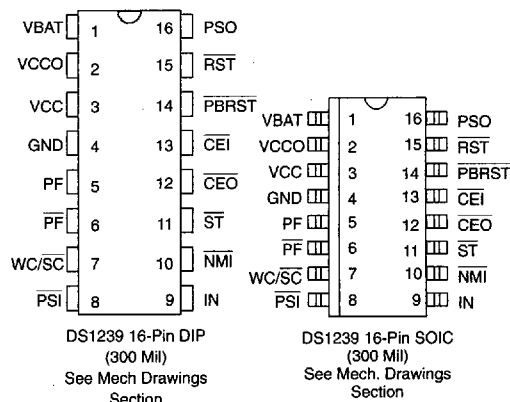 VBAT 1 16 PSO
VCCO 2 15 RST
VCC 3 14 PBRST
GND 4 13 CEI
PF 5 12 CEO
PF 6 11 ST
WC/SC 7 10 NMI
PSI 8 9 IN
DS1239 16-Pin DIP
(300 Mil)
See Mech Drawings
Section
VBAT 1 16 PSO
VCCO 2 15 RST
VCC 3 14 PBRST
GND 4 13 CEI
PF 5 12 CEO
PF 6 11 ST
WC/SC 7 10 NMI
PSI 8 9 IN
DS1239 16-Pin SOIC
(300 Mil)
See Mech. Drawings
Section